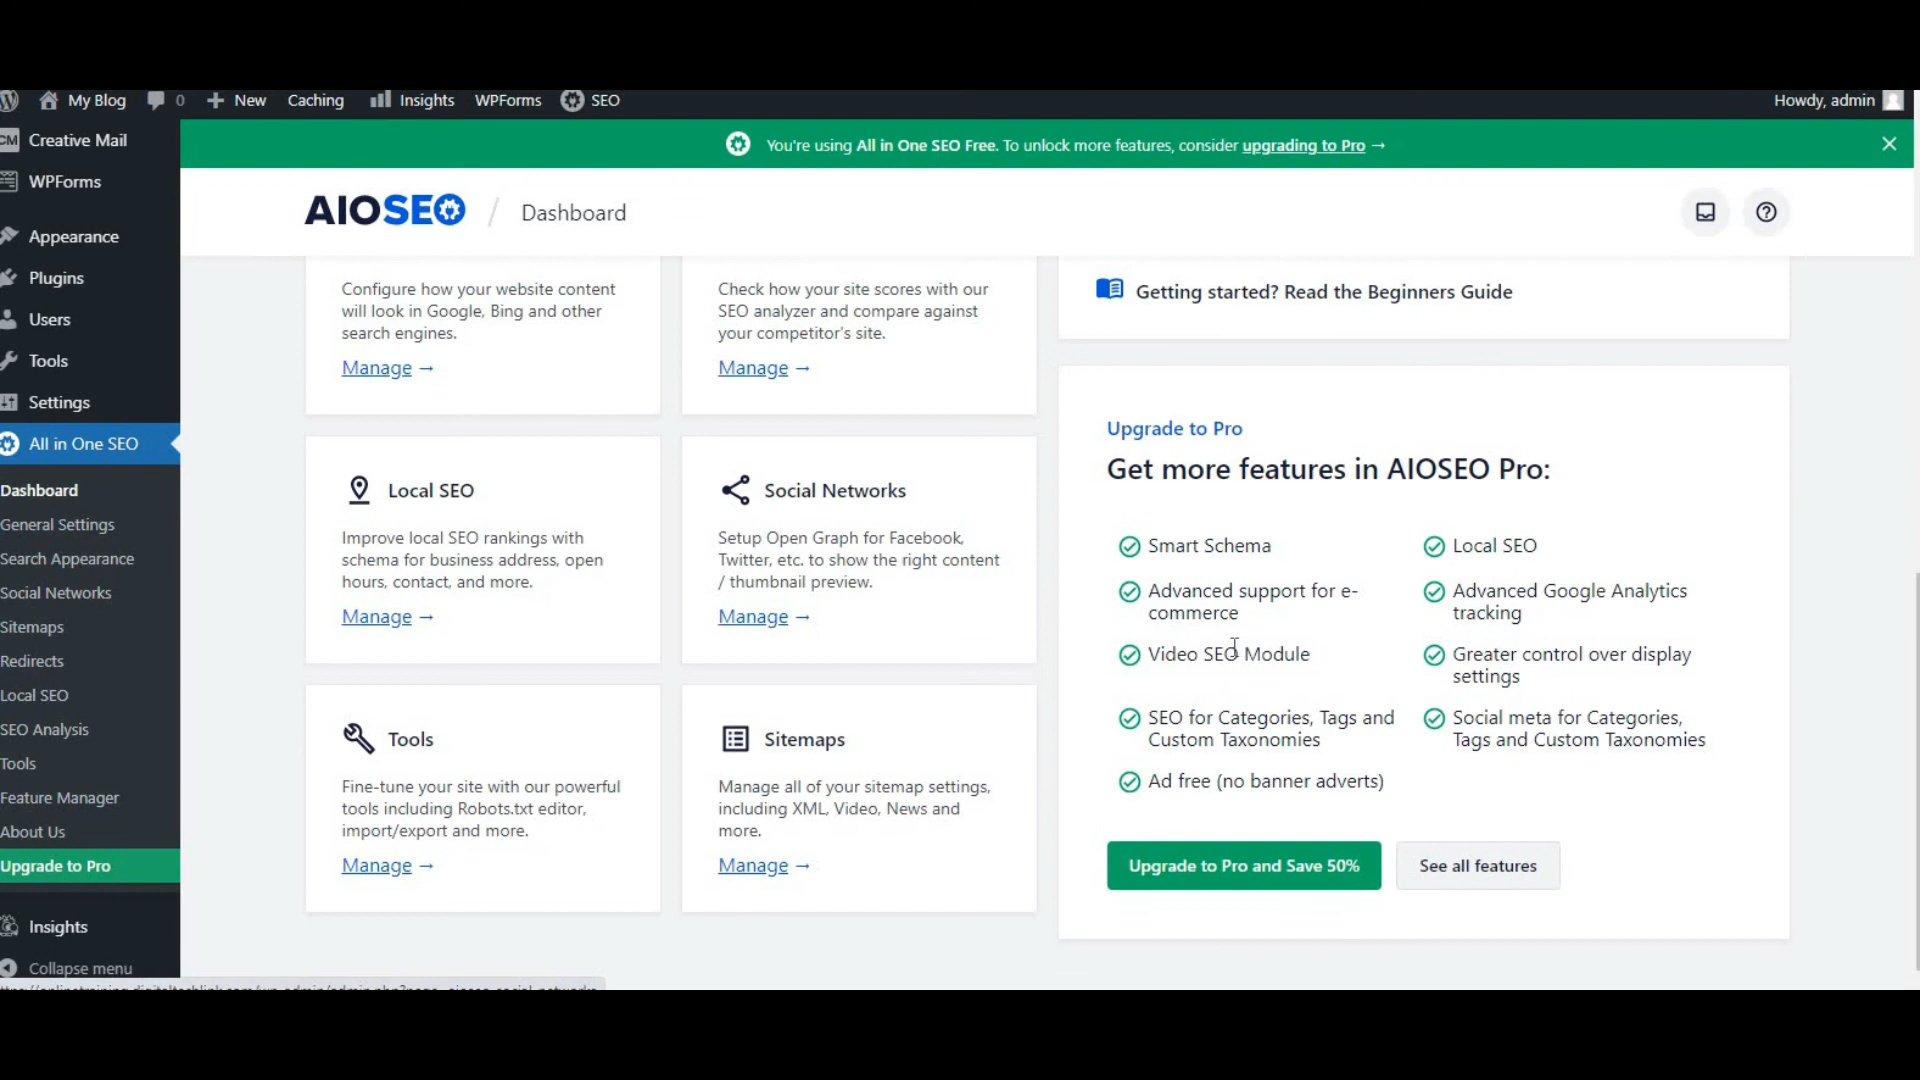 My Blog 0 New Caching Insights WPForms SEO Howdy, admin
CM Creative Mail
WPForms
Appearance
Plugins
Users
Tools
Settings
All in One SEO
Dashboard
General Settings
Search Appearance
Social Networks
Sitemaps
Redirects
Local SEO
SEO Analysis
Tools
Feature Manager
About Us
Upgrade to Pro
Insights
Collapse menu
You're using All in One SEO Free. To unlock more features, consider upgrading to Pro →
AIOSEO / Dashboard
Configure how your website content
will look in Google, Bing and other
search engines.
Manage →
Check how your site scores with our
SEO analyzer and compare against
your competitor's site.
Manage →
Local SEO
Improve local SEO rankings with
schema for business address, open
hours, contact, and more.
Manage →
Social Networks
Setup Open Graph for Facebook,
Twitter, etc. to show the right content
/ thumbnail preview.
Manage →
Tools
Fine-tune your site with our powerful
tools including Robots.txt editor,
import/export and more.
Manage →
Sitemaps
Manage all of your sitemap settings,
including XML, Video, News and
more.
Manage →
Getting started? Read the Beginners Guide
Upgrade to Pro
Get more features in AIOSEO Pro:
Smart Schema
Local SEO
Advanced support for e-
commerce
Advanced Google Analytics
tracking
Video SEO Module
Greater control over display
settings
SEO for Categories, Tags and
Custom Taxonomies
Social meta for Categories,
Tags and Custom Taxonomies
Ad free (no banner adverts)
Upgrade to Pro and Save 50%
See all features